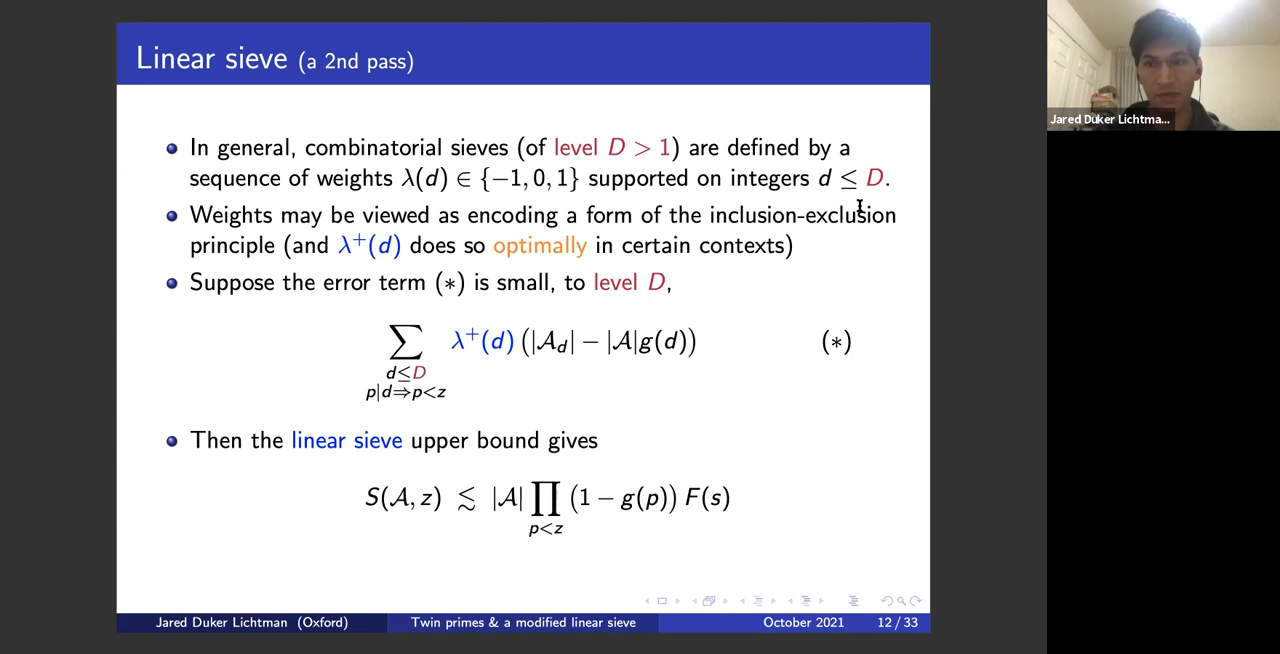 Linear sieve (a 2nd pass)
In general, combinatorial sieves (of level D > 1) are defined by a
sequence of weights λ(d) ∈ {−1, 0, 1} supported on integers d ≤ D.
Weights may be viewed as encoding a form of the inclusion-exclusion
principle (and λ⁺(d) does so optimally in certain contexts)
Suppose the error term (∗) is small, to level D,
∑ λ⁺(d) (|𝒜_d| − |𝒜|g(d)) (∗)
d≤D
p|d⇒p<z
Then the linear sieve upper bound gives
S(𝒜, z) ≲ |𝒜| ∏ (1 − g(p)) F(s)
p<z
Jared Duker Lichtman (Oxford) Twin primes & a modified linear sieve October 2021 12 / 33
Jared Duker Lichtma...